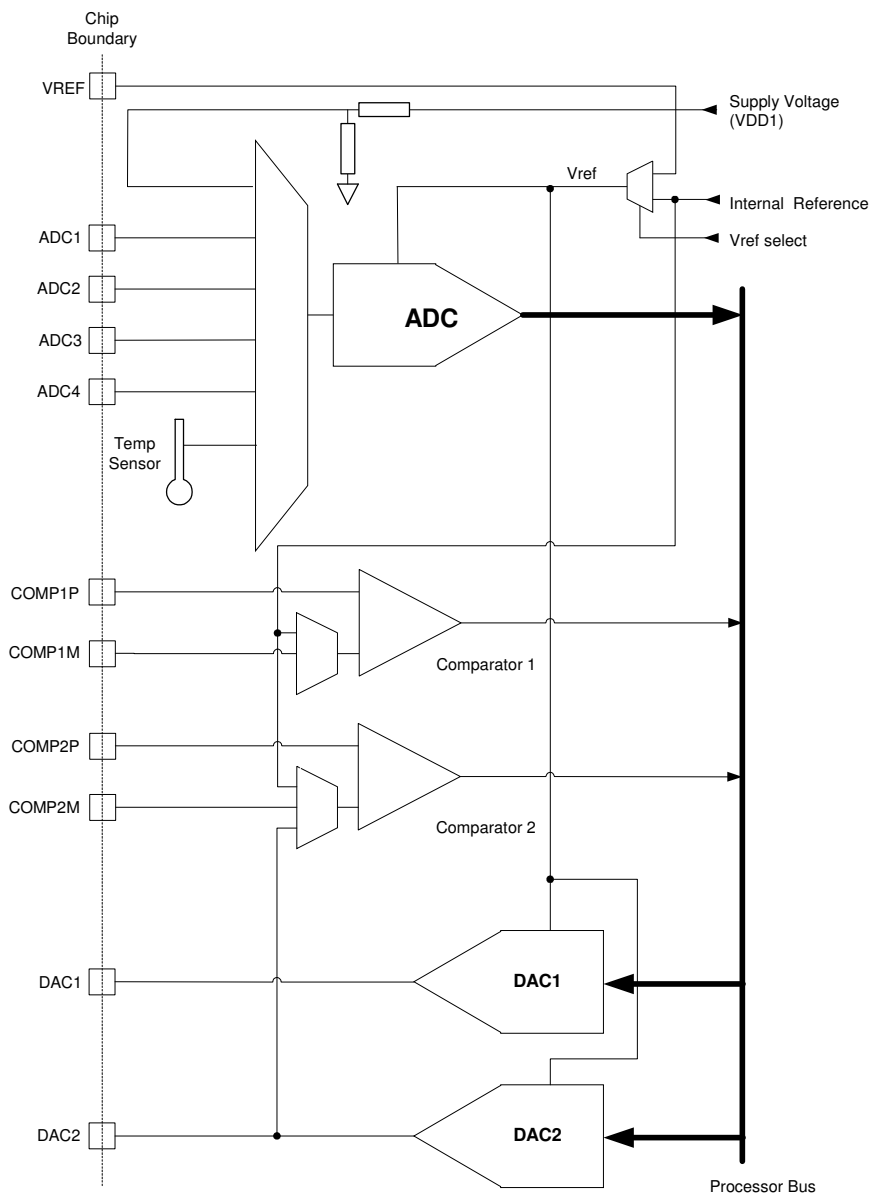 Chip
Boundary
VREF
Supply Voltage
(VDD1)
Vref
Internal Reference
Vref select
ADC1
ADC2
ADC3
ADC4
ADC
Temp
Sensor
COMP1P
COMP1M
Comparator 1
COMP2P
COMP2M
Comparator 2
DAC1
DAC1
DAC2
DAC2
Processor Bus